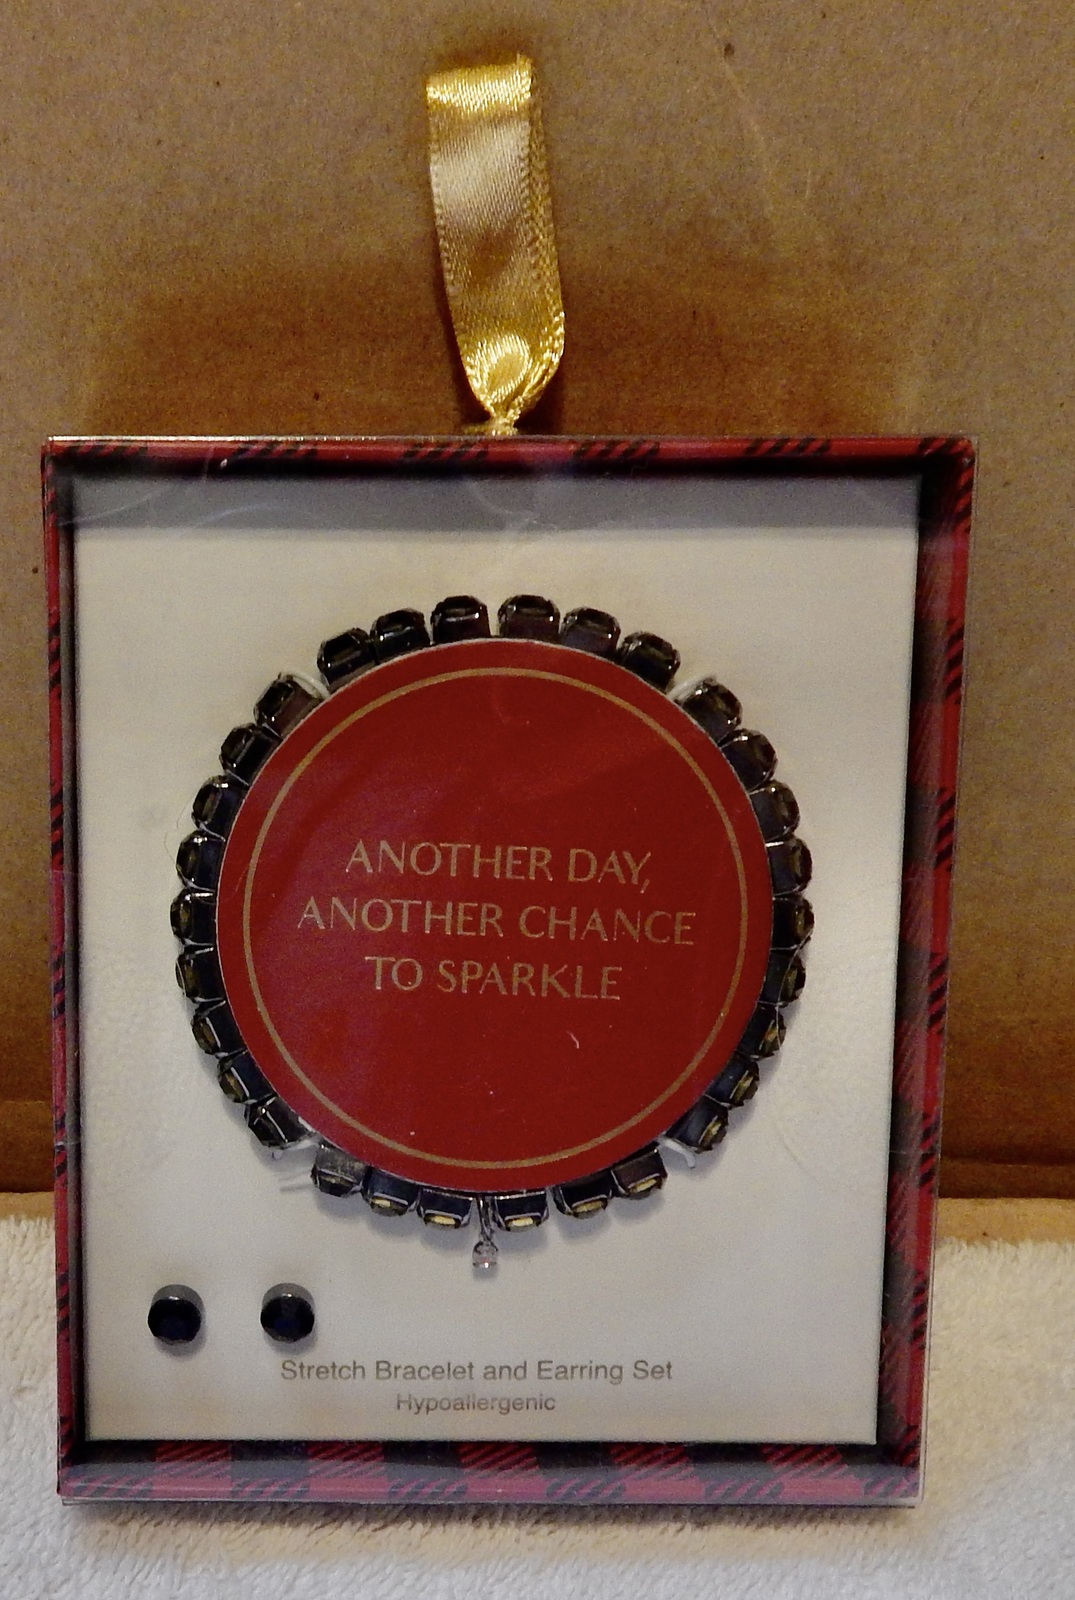 ANOTHER DAY,
ANOTHER CHANCE
TO SPARKLE
Stretch Bracelet and Earring Set
Hypoallergenic